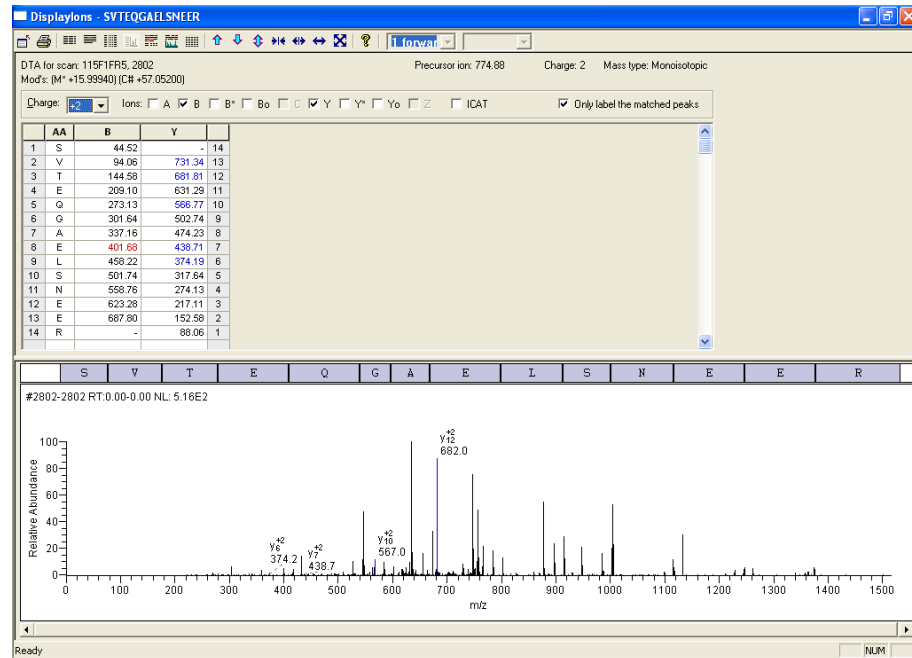 DisplayIons - SVTEQGAELSNEER
1 forwar
DTA for scan: 115F1FR5, 2802 Precursor ion: 774.88 Charge: 2 Mass type: Monoisotopic
Mod's: (M* +15.99940) (C# +57.05200)
Charge: +2 Ions: A B B* Bo C Y Y* Yo Z ICAT Only label the matched peaks
AA B Y
1 S 44.52 - 14
2 V 94.06 731.34 13
3 T 144.58 681.81 12
4 E 209.10 631.29 11
5 Q 273.13 566.77 10
6 G 301.64 502.74 9
7 A 337.16 474.23 8
8 E 401.68 438.71 7
9 L 458.22 374.19 6
10 S 501.74 317.64 5
11 N 558.76 274.13 4
12 E 623.28 217.11 3
13 E 687.80 152.58 2
14 R - 88.06 1
S V T E Q G A E L S N E E R
#2802-2802 RT:0.00-0.00 NL: 5.16E2
Relative Abundance
100
80
60
40
20
0
y12+2
682.0
y6+2
374.2
y7+2
438.7
y10+2
567.0
0 100 200 300 400 500 600 700 800 900 1000 1100 1200 1300 1400 1500
m/z
Ready NUM